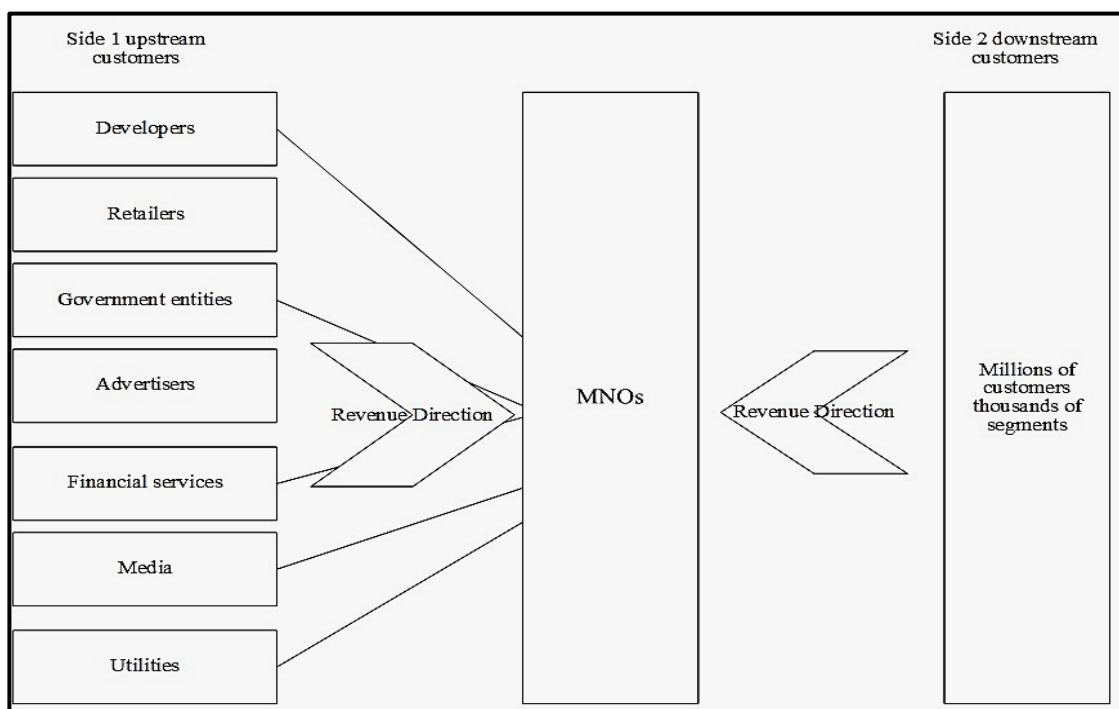 Side 1 upstream
customers
Side 2 downstream
customers
Developers
Retailers
Government entities
Advertisers
Financial services
Media
Utilities
Revenue Direction
MNOs
Revenue Direction
Millions of
customers
thousands of
segments